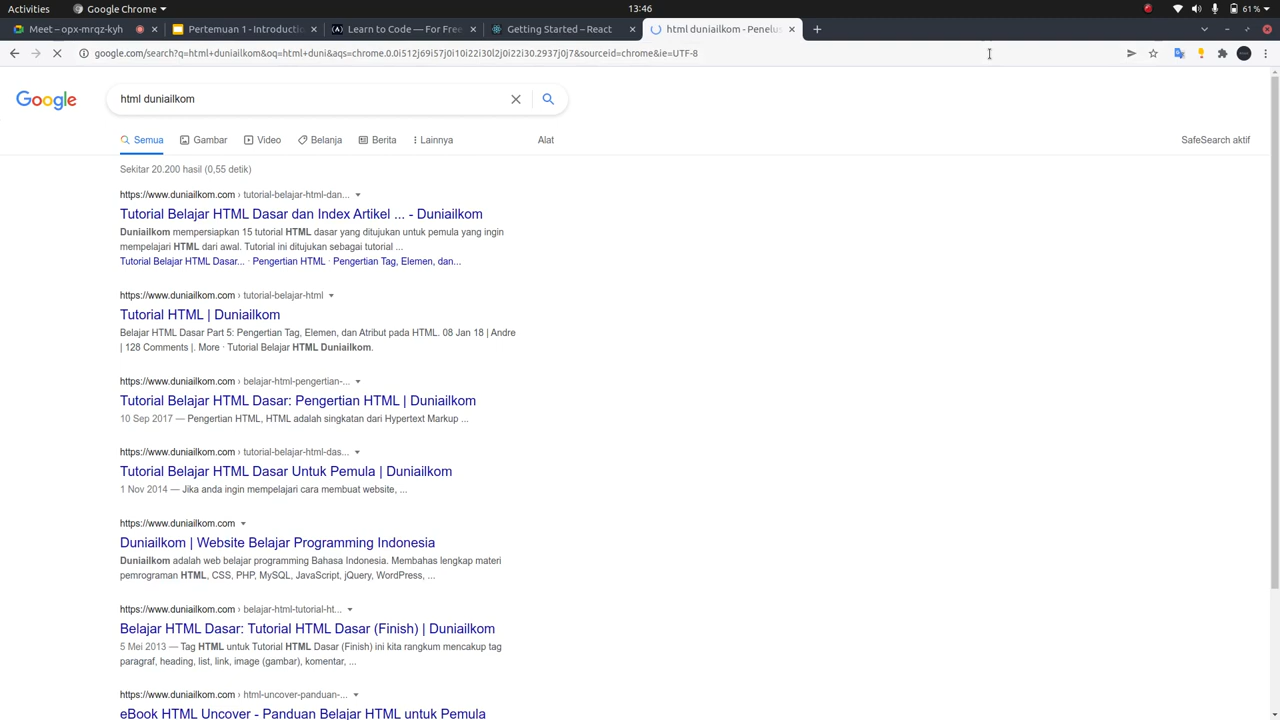 Activities Google Chrome 13:46 61 %
Meet – opx-mrqz-kyh Pertemuan 1 - Introductio Learn to Code — For Free Getting Started – React html duniailkom - Penelus
google.com/search?q=html+duniailkom&oq=html+duni&aqs=chrome.0.0i512j69i57j0i10i22i30l2j0i22i30.2937j0j7&sourceid=chrome&ie=UTF-8
Google html duniailkom
Semua Gambar Video Belanja Berita Lainnya Alat SafeSearch aktif
Sekitar 20.200 hasil (0,55 detik)
https://www.duniailkom.com › tutorial-belajar-html-dan...
Tutorial Belajar HTML Dasar dan Index Artikel ... - Duniailkom
Duniailkom mempersiapkan 15 tutorial HTML dasar yang ditujukan untuk pemula yang ingin
mempelajari HTML dari awal. Tutorial ini ditujukan sebagai tutorial ...
Tutorial Belajar HTML Dasar... · Pengertian HTML · Pengertian Tag, Elemen, dan...
https://www.duniailkom.com › tutorial-belajar-html
Tutorial HTML | Duniailkom
Belajar HTML Dasar Part 5: Pengertian Tag, Elemen, dan Atribut pada HTML. 08 Jan 18 | Andre
| 128 Comments |. More · Tutorial Belajar HTML Duniailkom.
https://www.duniailkom.com › belajar-html-pengertian-...
Tutorial Belajar HTML Dasar: Pengertian HTML | Duniailkom
10 Sep 2017 — Pengertian HTML, HTML adalah singkatan dari Hypertext Markup ...
https://www.duniailkom.com › tutorial-belajar-html-das...
Tutorial Belajar HTML Dasar Untuk Pemula | Duniailkom
1 Nov 2014 — Jika anda ingin mempelajari cara membuat website, ...
https://www.duniailkom.com
Duniailkom | Website Belajar Programming Indonesia
Duniailkom adalah web belajar programming Bahasa Indonesia. Membahas lengkap materi
pemrograman HTML, CSS, PHP, MySQL, JavaScript, jQuery, WordPress, ...
https://www.duniailkom.com › belajar-html-tutorial-ht...
Belajar HTML Dasar: Tutorial HTML Dasar (Finish) | Duniailkom
5 Mei 2013 — Tag HTML untuk Tutorial HTML Dasar (Finish) ini kita rangkum mencakup tag
paragraf, heading, list, link, image (gambar), komentar, ...
https://www.duniailkom.com › html-uncover-panduan-...
eBook HTML Uncover - Panduan Belajar HTML untuk Pemula